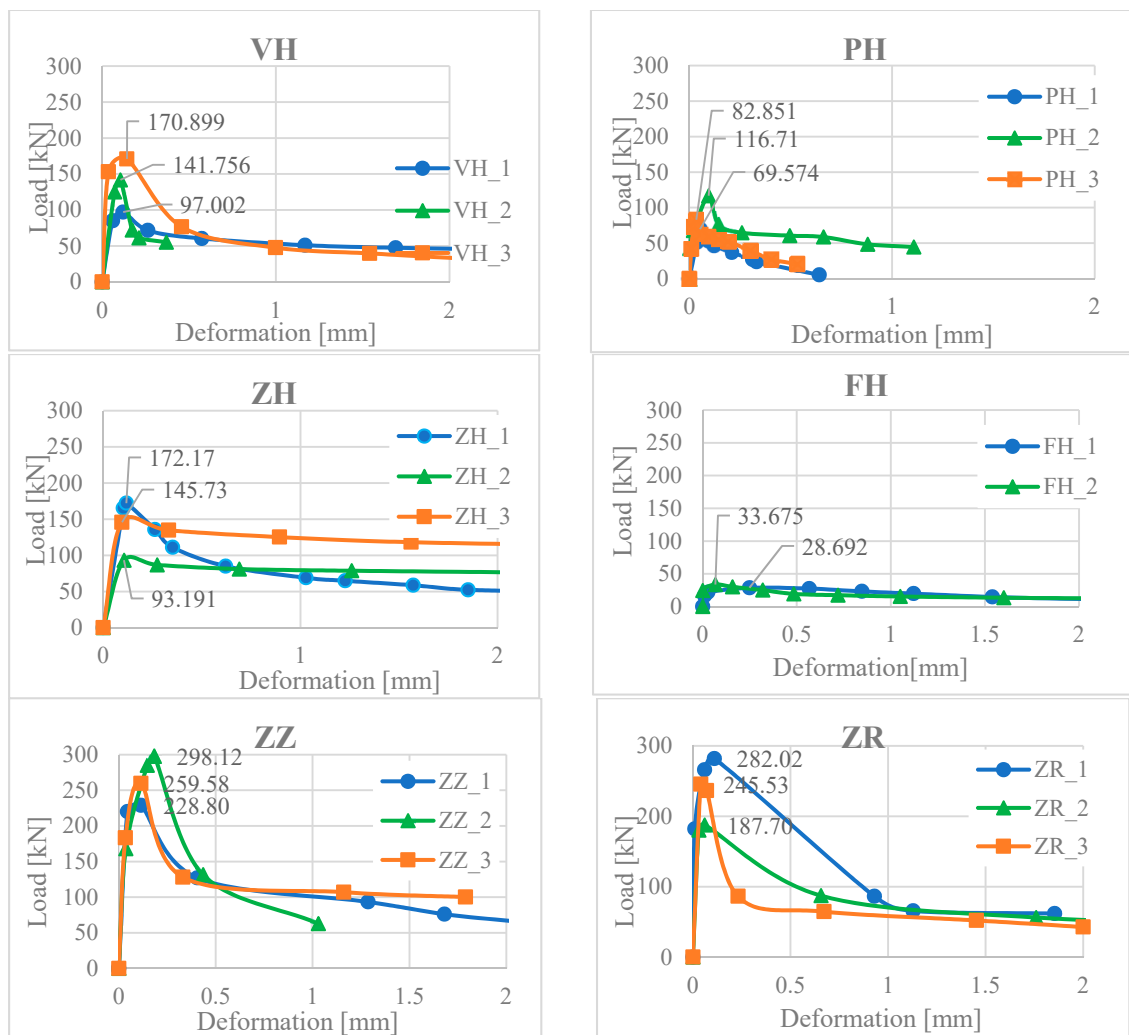 VH
300
250
200
150
100
50
0
Load [kN]
170.899
141.756
97.002
VH_1
VH_2
VH_3
0 1 2
Deformation [mm]
PH
300
250
200
150
100
50
0
Load [kN]
82.851
116.71
69.574
PH_1
PH_2
PH_3
0 0.5 1 1.5 2
Deformation [mm]
ZH
300
250
200
150
100
50
0
Load [kN]
172.17
145.73
93.191
ZH_1
ZH_2
ZH_3
0 1 2
Deformation [mm]
FH
300
250
200
150
100
50
0
Load [kN]
33.675
28.692
FH_1
FH_2
0 0.5 1 1.5 2
Deformation[mm]
ZZ
300
250
200
150
100
50
0
Load [kN]
298.12
259.58
228.80
ZZ_1
ZZ_2
ZZ_3
0 0.5 1 1.5 2
Deformation [mm]
ZR
300
200
100
0
Load [kN]
282.02
245.53
187.70
ZR_1
ZR_2
ZR_3
0 0.5 1 1.5 2
Deformation [mm]